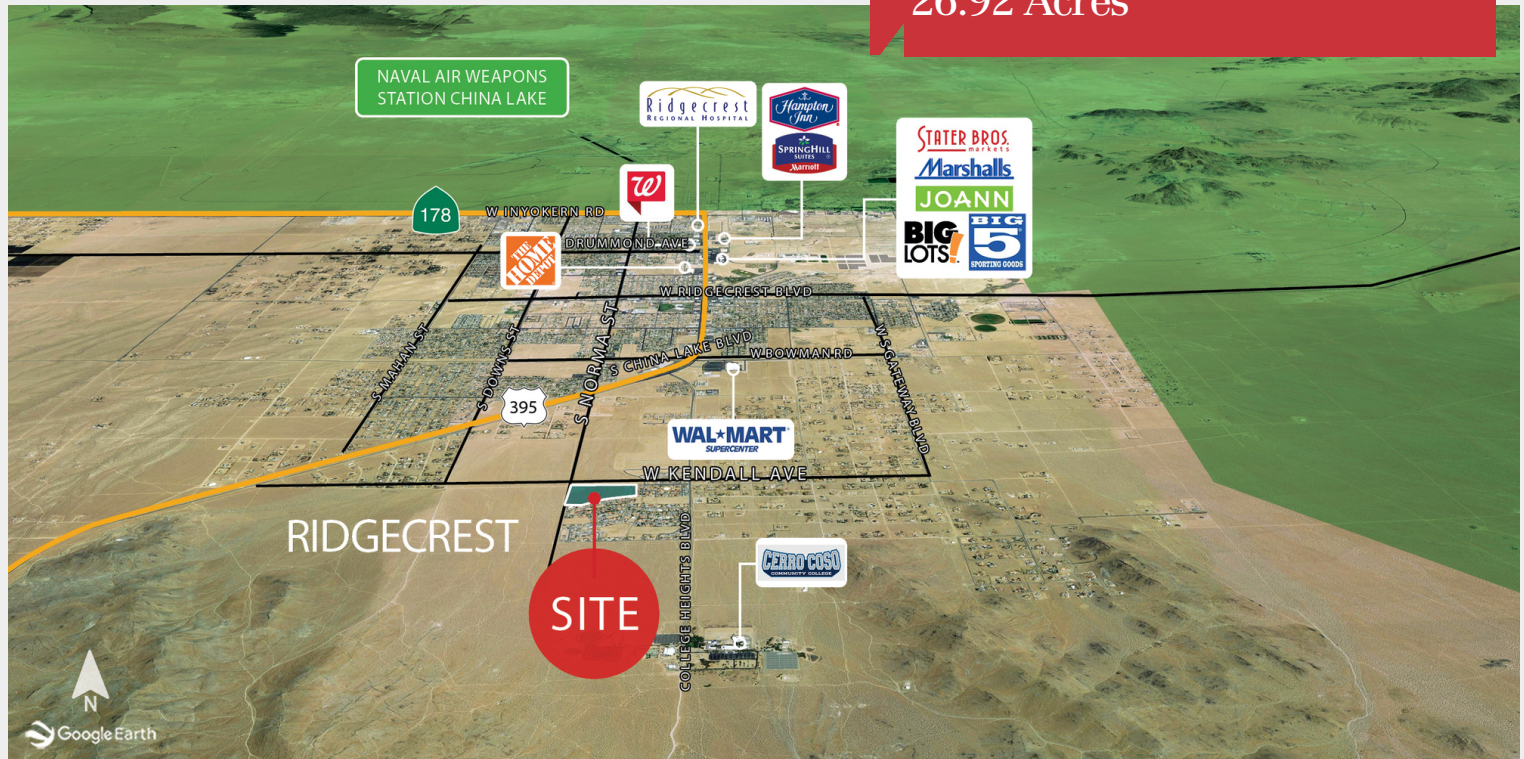 26.92 Acres
NAVAL AIR WEAPONS
STATION CHINA LAKE
Ridgecrest
REGIONAL HOSPITAL
Hampton
Inn
SPRINGHILL
SUITES
Marriott
STATER BROS.
markets
Marshalls
JOANN
BIG
LOTS!
BIG
5
SPORTING GOODS
W
178
W INYOKERN RD
THE
HOME
DEPOT
DRUMMOND AVE
W RIDGECREST BLVD
S MAHAN ST
S DOWNS ST
S NORMA ST
S CHINA LAKE BLVD
W BOWMAN RD
W S GATEWAY BLVD
395
WAL★MART
SUPERCENTER
W KENDALL AVE
RIDGECREST
SITE
COLLEGE HEIGHTS BLVD
CERRO COSO
COMMUNITY COLLEGE
N
Google Earth